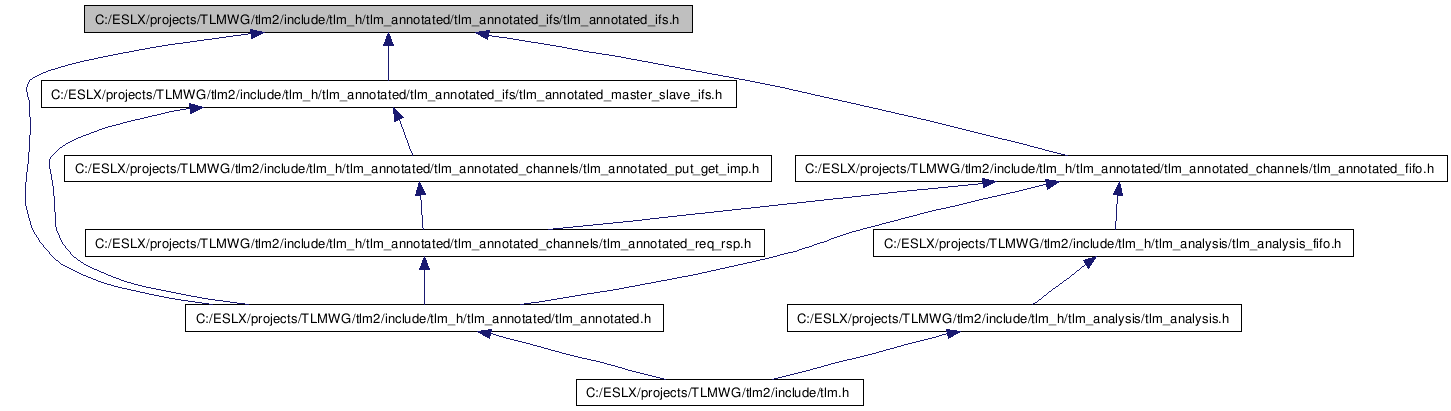 C:/ESLX/projects/TLMWG/tlm2/include/tlm_h/tlm_annotated/tlm_annotated_ifs/tlm_annotated_ifs.h
C:/ESLX/projects/TLMWG/tlm2/include/tlm_h/tlm_annotated/tlm_annotated_ifs/tlm_annotated_master_slave_ifs.h
C:/ESLX/projects/TLMWG/tlm2/include/tlm_h/tlm_annotated/tlm_annotated_channels/tlm_annotated_put_get_imp.h
C:/ESLX/projects/TLMWG/tlm2/include/tlm_h/tlm_annotated/tlm_annotated_channels/tlm_annotated_fifo.h
C:/ESLX/projects/TLMWG/tlm2/include/tlm_h/tlm_annotated/tlm_annotated_channels/tlm_annotated_req_rsp.h
C:/ESLX/projects/TLMWG/tlm2/include/tlm_h/tlm_analysis/tlm_analysis_fifo.h
C:/ESLX/projects/TLMWG/tlm2/include/tlm_h/tlm_annotated/tlm_annotated.h
C:/ESLX/projects/TLMWG/tlm2/include/tlm_h/tlm_analysis/tlm_analysis.h
C:/ESLX/projects/TLMWG/tlm2/include/tlm.h